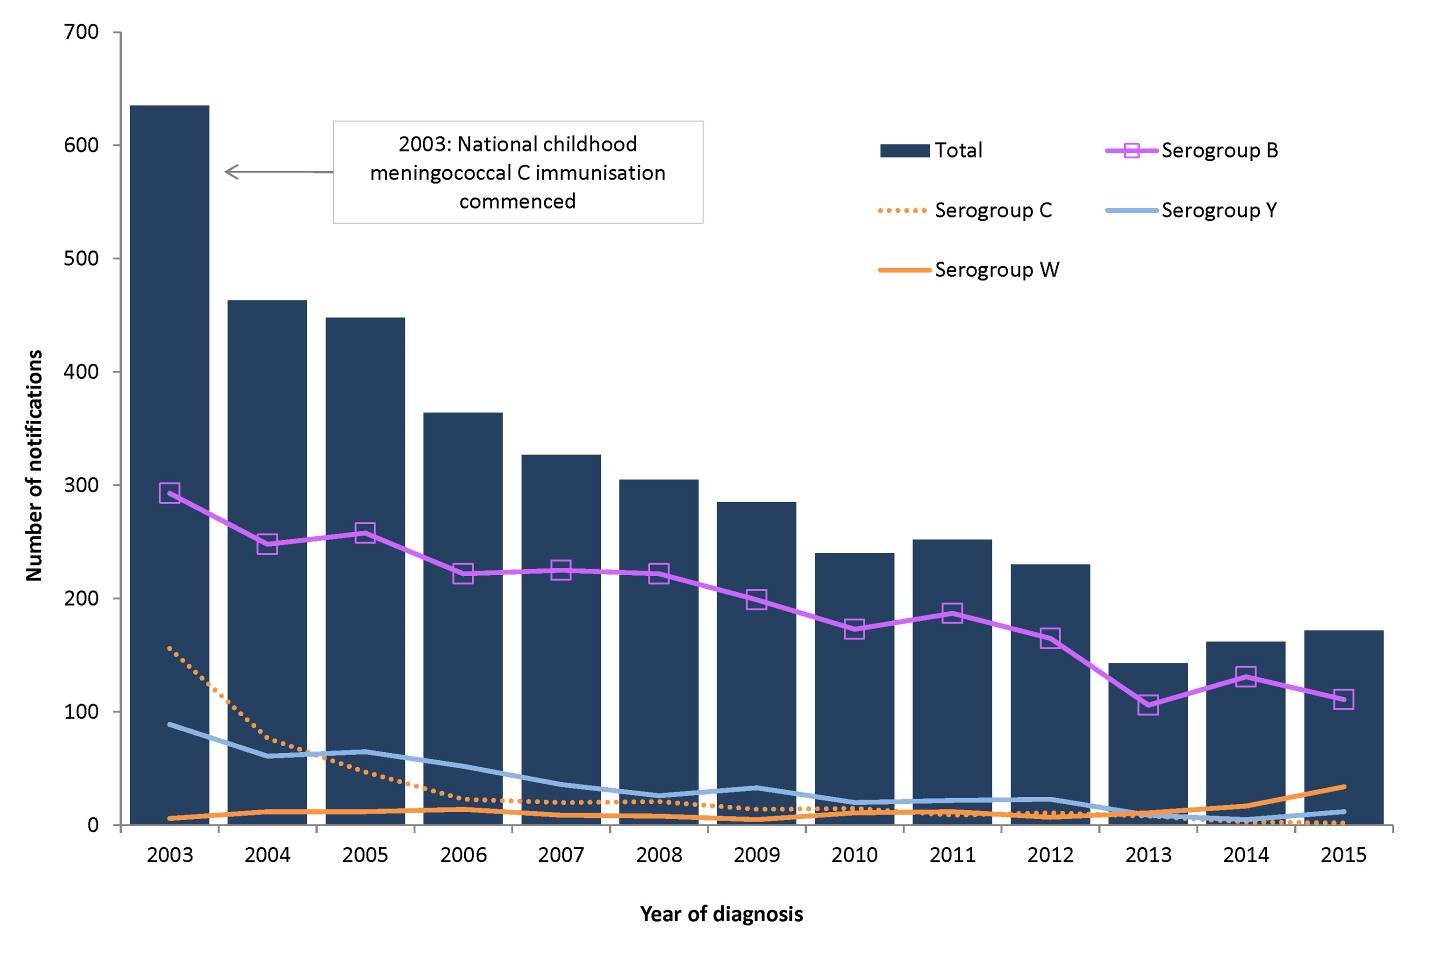 700
600
500
400
300
200
100
0
Number of notifications
2003: National childhood
meningococcal C immunisation
commenced
Total
Serogroup B
Serogroup C
Serogroup Y
Serogroup W
2003 2004 2005 2006 2007 2008 2009 2010 2011 2012 2013 2014 2015
Year of diagnosis